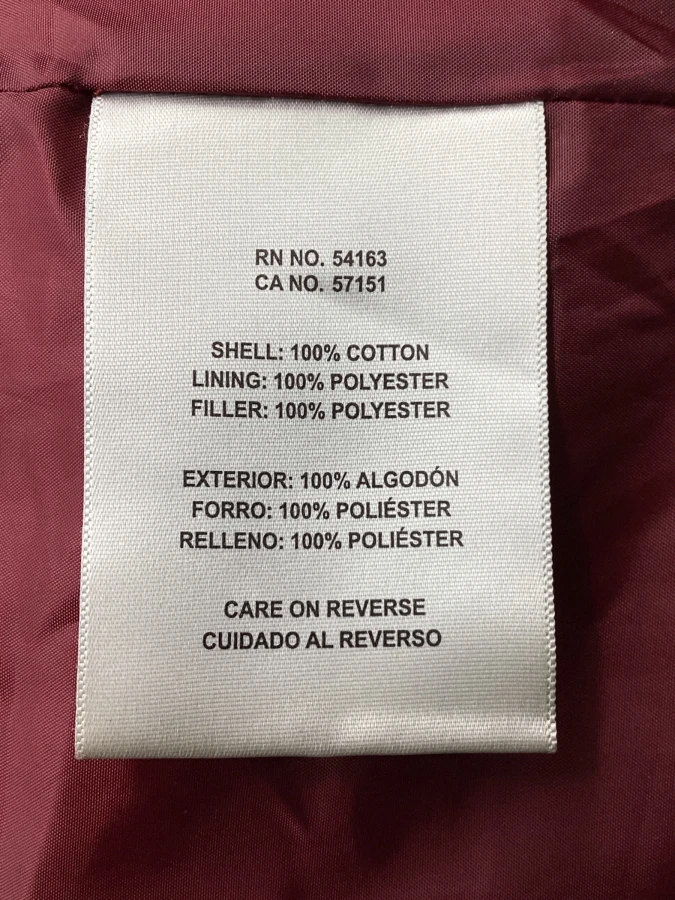 RN NO. 54163
CA NO. 57151
SHELL: 100% COTTON
LINING: 100% POLYESTER
FILLER: 100% POLYESTER
EXTERIOR: 100% ALGODÓN
FORRO: 100% POLIÉSTER
RELLENO: 100% POLIÉSTER
CARE ON REVERSE
CUIDADO AL REVERSO